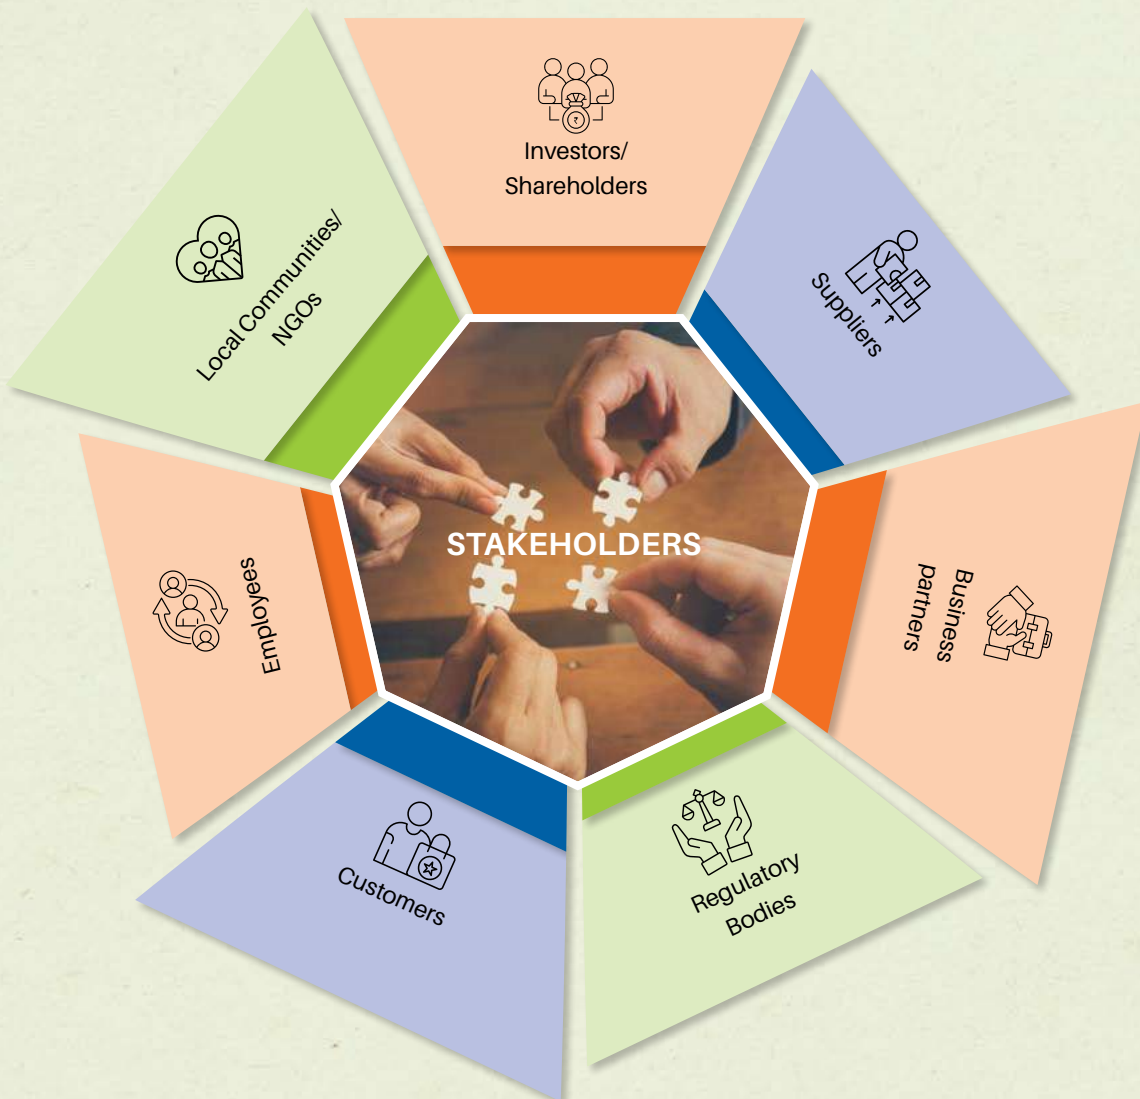 Investors/
Shareholders
Suppliers
Business
partners
Regulatory
Bodies
Customers
Employees
Local Communities/
NGOs
STAKEHOLDERS
₹